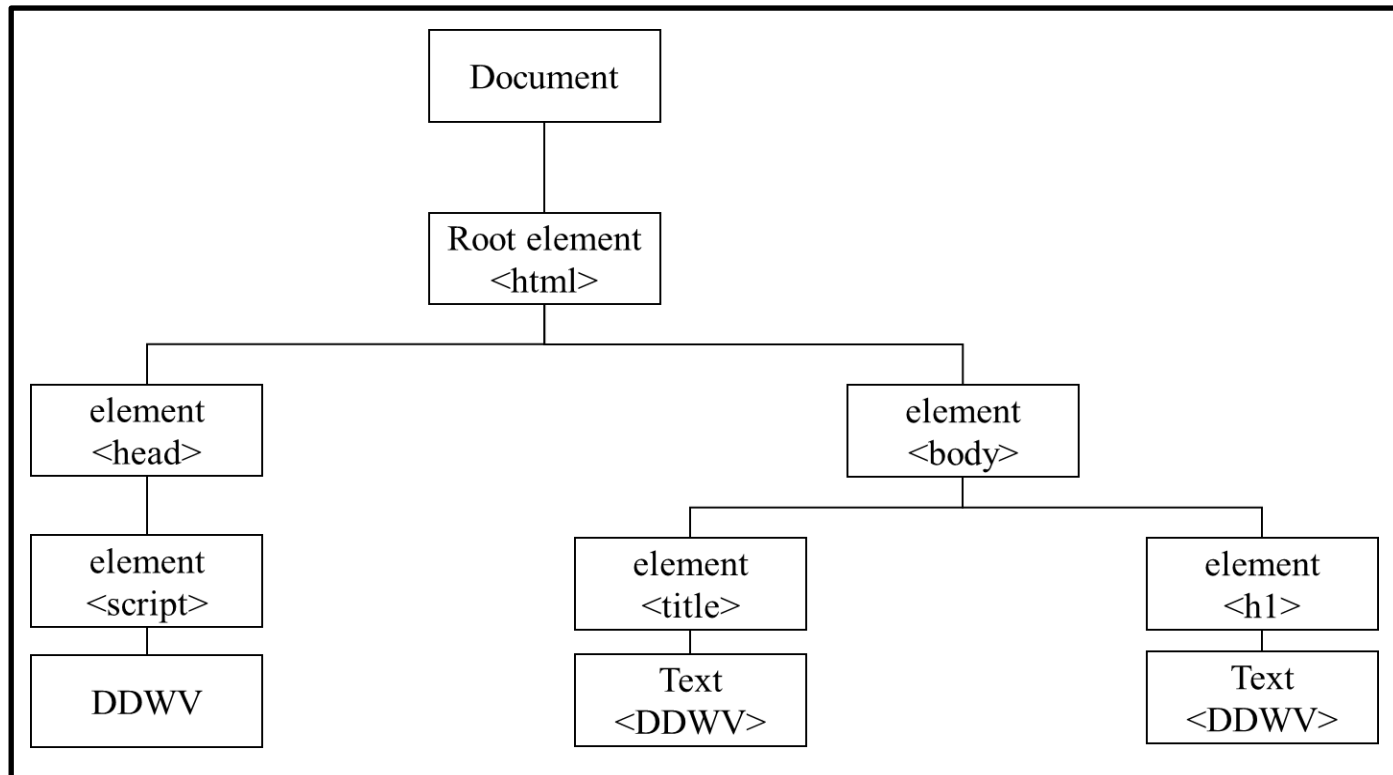 Document
Root element
<html>
element
<head>
element
<body>
element
<script>
element
<title>
element
<h1>
DDWV
Text
<DDWV>
Text
<DDWV>